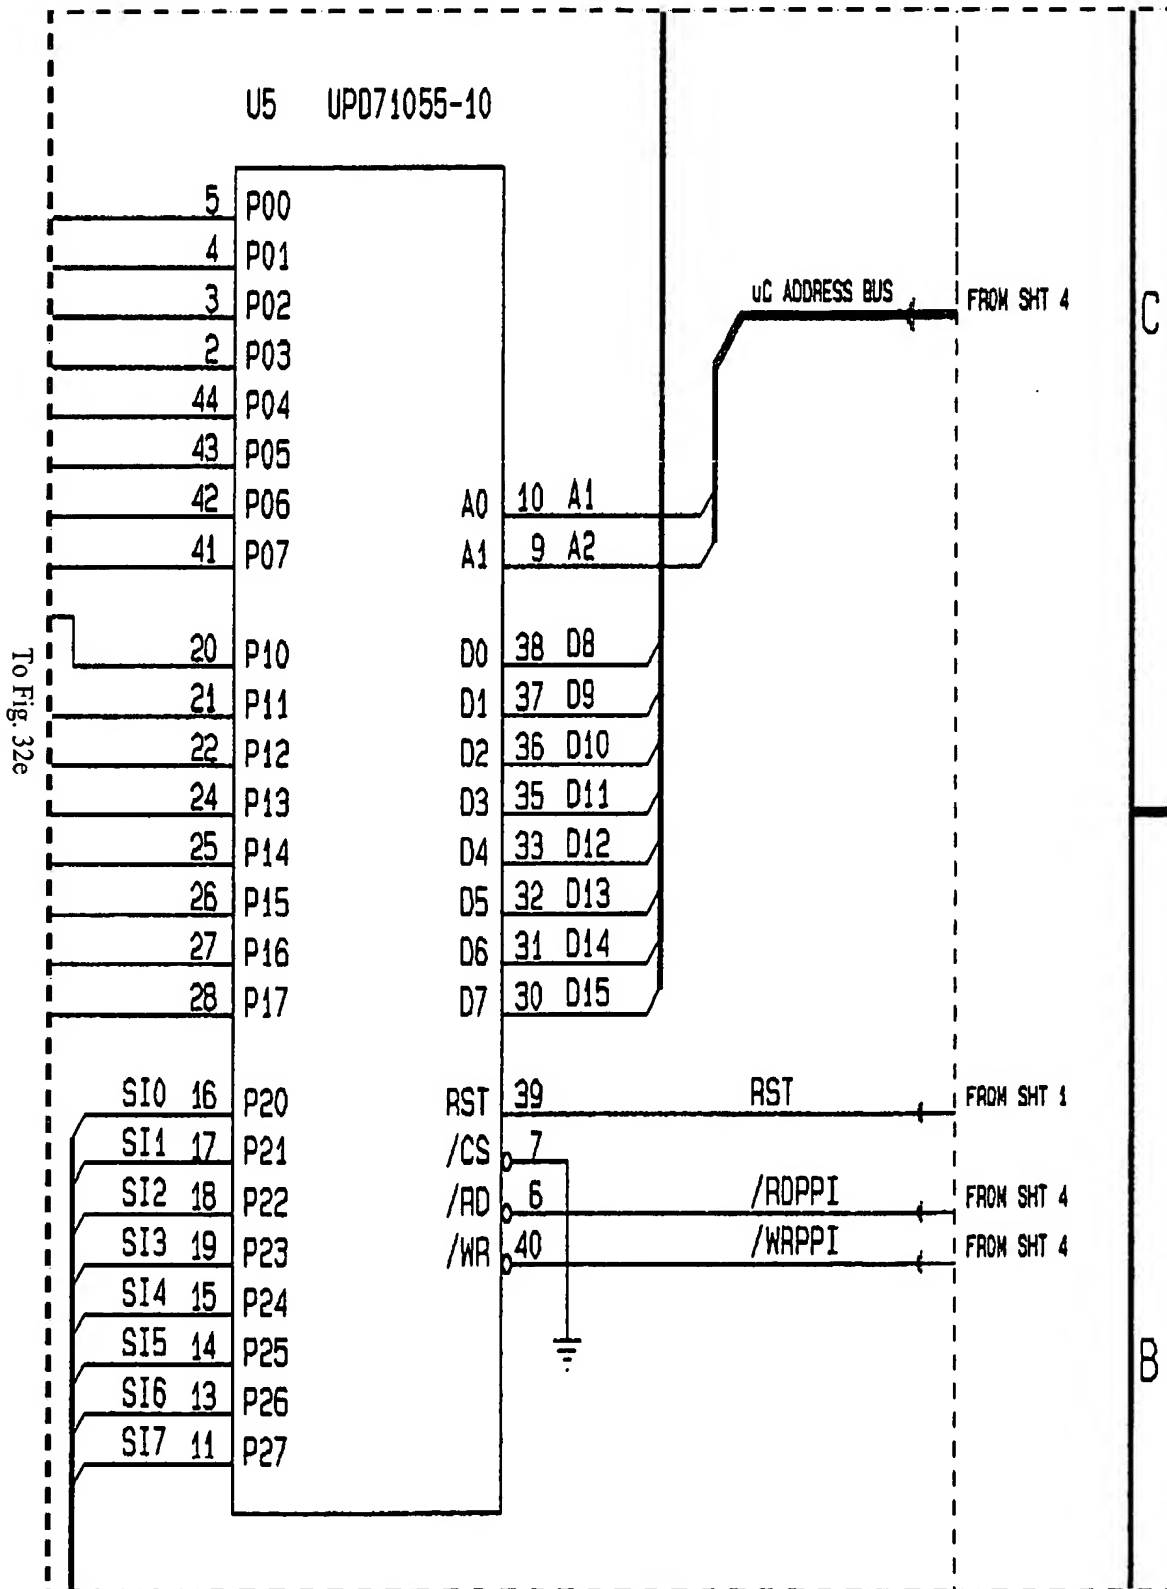 U5 UPD71055-10
5 P00
4 P01
3 P02
2 P03
44 P04
43 P05
42 P06
41 P07
20 P10
21 P11
22 P12
24 P13
25 P14
26 P15
27 P16
28 P17
SI0 16 P20
SI1 17 P21
SI2 18 P22
SI3 19 P23
SI4 15 P24
SI5 14 P25
SI6 13 P26
SI7 11 P27
A0 10 A1
A1 9 A2
D0 38 D8
D1 37 D9
D2 36 D10
D3 35 D11
D4 33 D12
D5 32 D13
D6 31 D14
D7 30 D15
RST 39 RST FROM SHT 1
/CS 7
/RD 6 /RDPPI FROM SHT 4
/WR 40 /WRPPI FROM SHT 4
uC ADDRESS BUS FROM SHT 4
To Fig. 32e
C
B